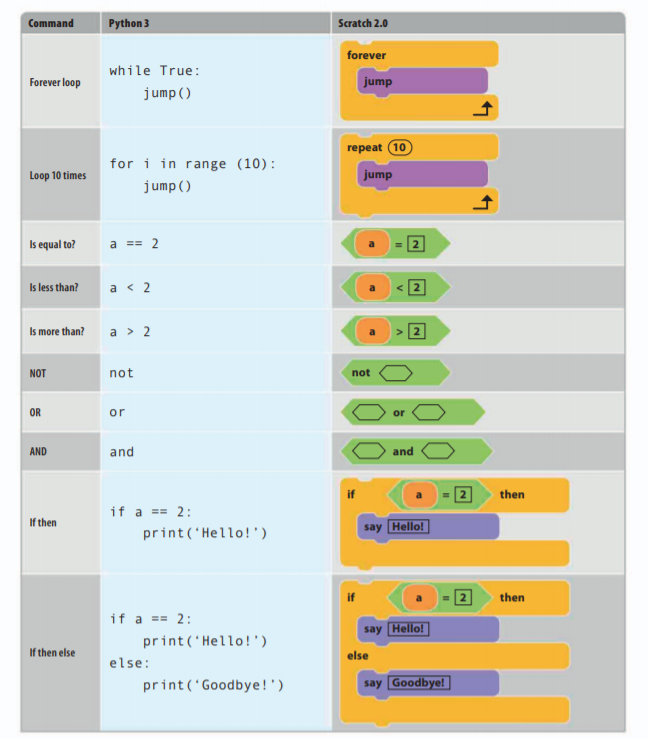 Command Python 3 Scratch 2.0
Forever loop
while True:
jump()
forever
jump
Loop 10 times
for i in range (10):
jump()
repeat 10
jump
Is equal to?
a == 2
a = 2
Is less than?
a < 2
a < 2
Is more than?
a > 2
a > 2
NOT
not
not
OR
or
or
AND
and
and
If then
if a == 2:
print(‘Hello!’)
if a = 2 then
say Hello!
If then else
if a == 2:
print(‘Hello!’)
else:
print(‘Goodbye!’)
if a = 2 then
say Hello!
else
say Goodbye!